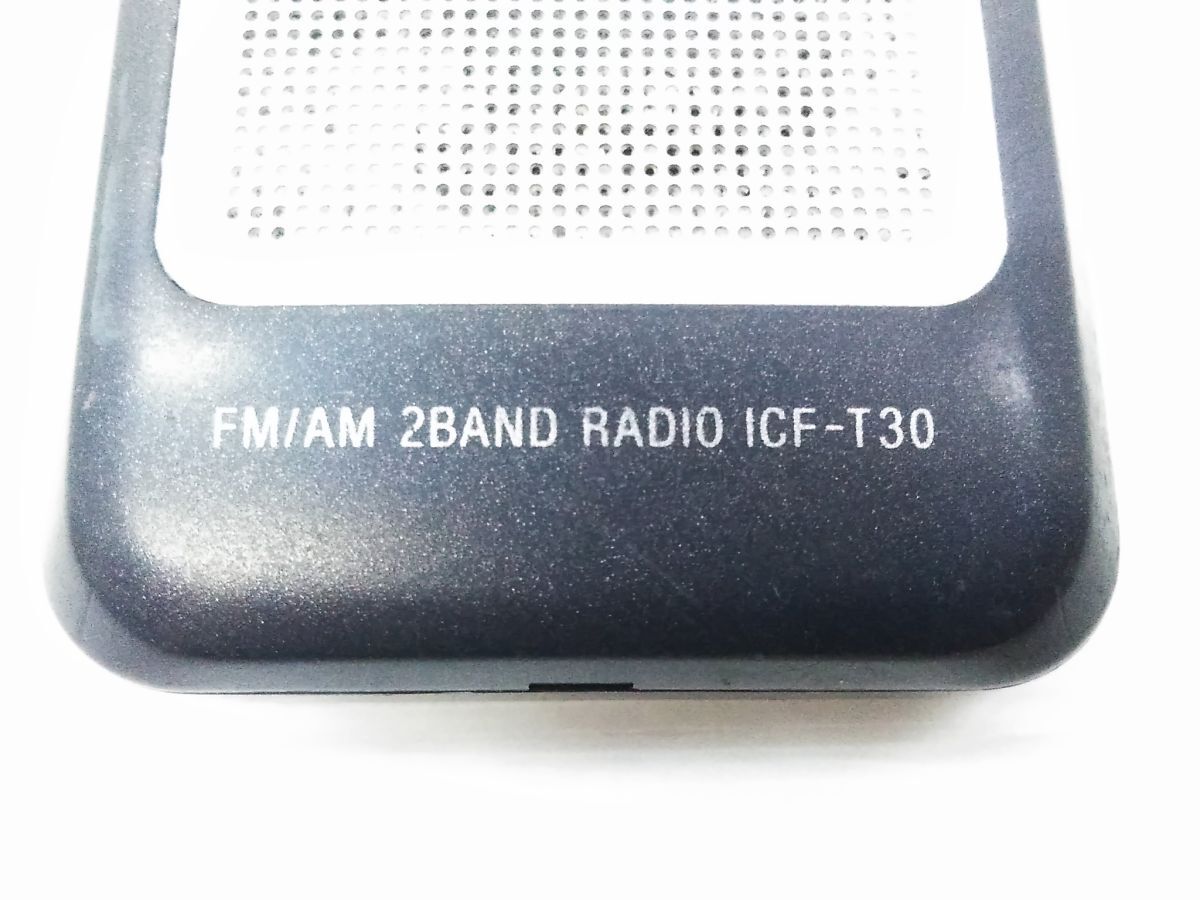 FM/AM 2BAND RADIO ICF-T30